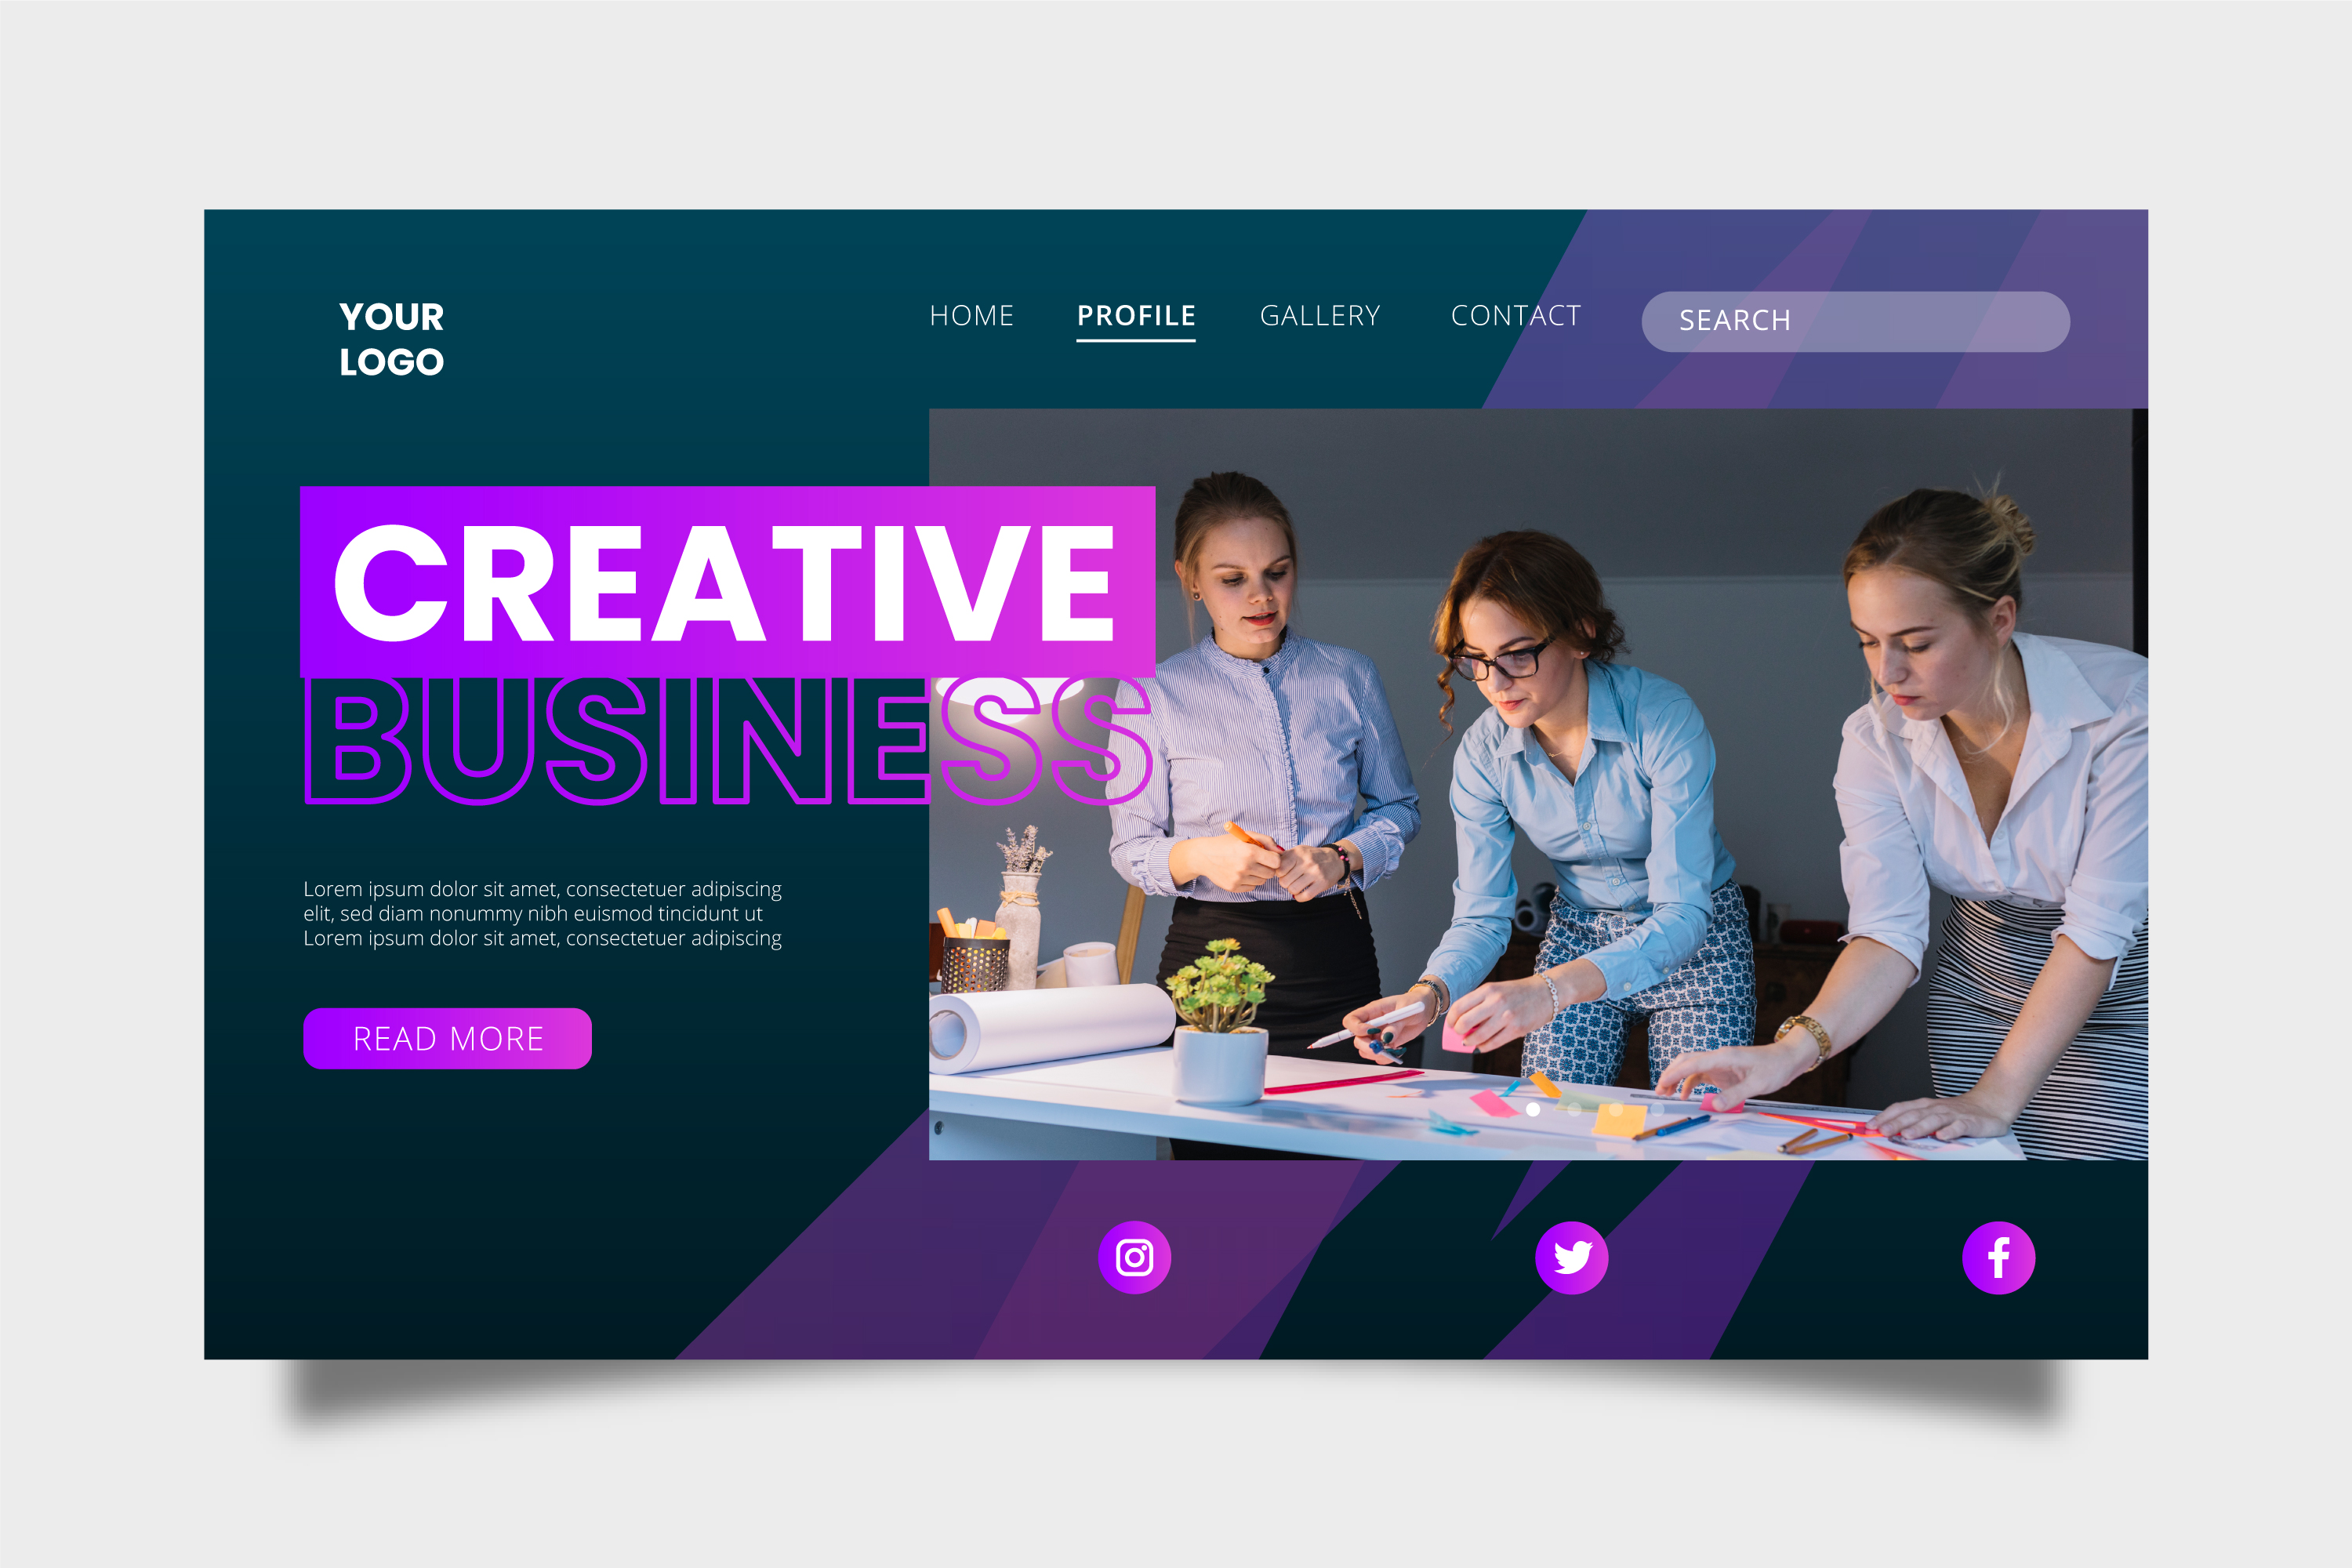 YOUR
LOGO
HOME PROFILE GALLERY CONTACT SEARCH
CREATIVE
BUSINESS
Lorem ipsum dolor sit amet, consectetuer adipiscing
elit, sed diam nonummy nibh euismod tincidunt ut
Lorem ipsum dolor sit amet, consectetuer adipiscing
READ MORE